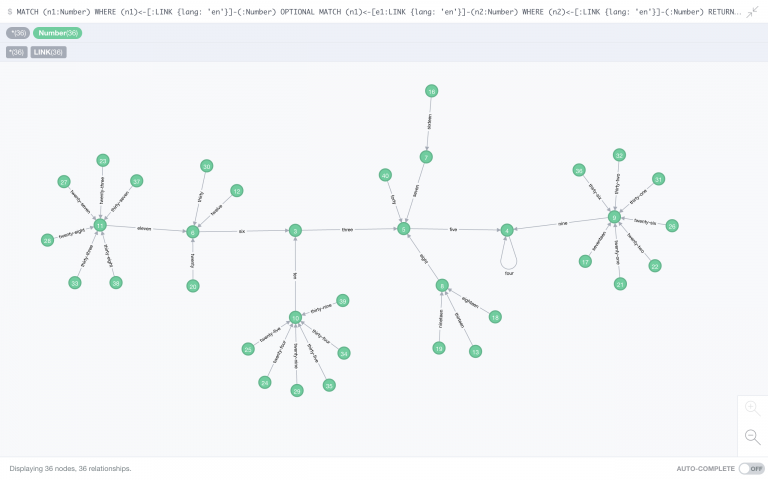 $ MATCH (n1:Number) WHERE (n1)<-[:LINK {lang: 'en'}]-(:Number) OPTIONAL MATCH (n1)<-[e1:LINK {lang: 'en'}]-(n2:Number) WHERE (n2)<-[:LINK {lang: 'en'}]-(:Number) RETURN…
*(36) Number(36)
*(36) LINK(36)
16
sixteen
7
seven
40
forty
23
twenty-three
27
twenty-seven
37
thirty-seven
28
twenty-eight
33
thirty-three
38
thirty-eight
11
eleven
30
thirty
12
twelve
6
six
twenty
20
3
three
5
five
4
four
nine
9
32
thirty-two
36
thirty-six
31
thirty-one
26
twenty-six
22
twenty-two
21
twenty-one
17
seventeen
ten
10
39
thirty-nine
25
twenty-five
24
twenty-four
29
twenty-nine
35
thirty-five
34
thirty-four
eight
8
18
eighteen
19
nineteen
13
thirteen
Displaying 36 nodes, 36 relationships.
AUTO-COMPLETE OFF